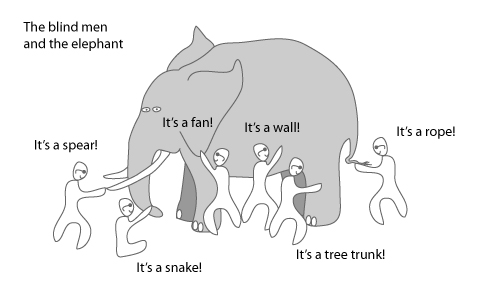 The blind men
and the elephant
It's a fan!
It's a wall!
It's a rope!
It's a spear!
It's a tree trunk!
It's a snake!